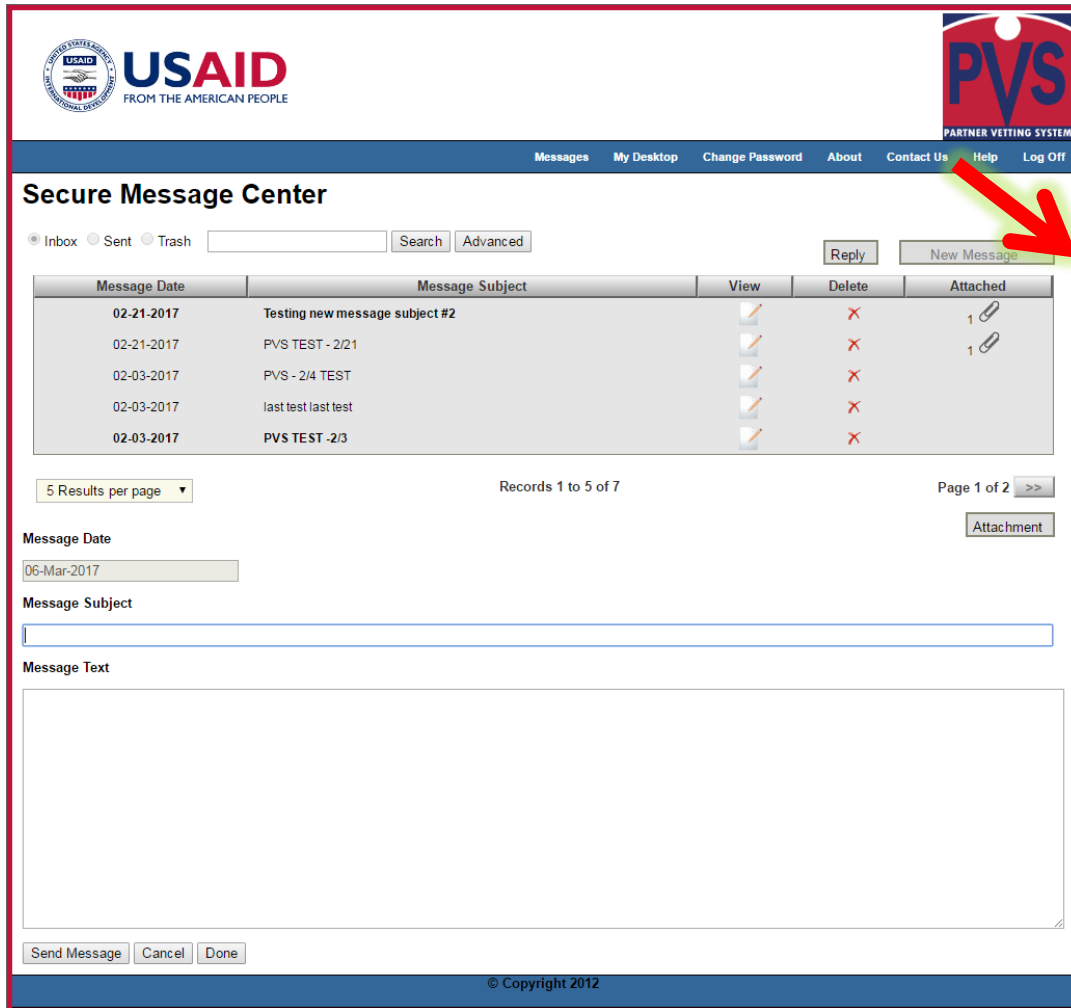 UNITED STATES AGENCY
USAID
INTERNATIONAL DEVELOPMENT
USAID
FROM THE AMERICAN PEOPLE
PVS
PARTNER VETTING SYSTEM
Messages My Desktop Change Password About Contact Us Help Log Off
Secure Message Center
Inbox Sent Trash Search Advanced
Reply New Message
Message Date Message Subject View Delete Attached
02-21-2017 Testing new message subject #2 1
02-21-2017 PVS TEST - 2/21 1
02-03-2017 PVS - 2/4 TEST
02-03-2017 last test last test
02-03-2017 PVS TEST -2/3
5 Results per page Records 1 to 5 of 7 Page 1 of 2 >>
Attachment
Message Date
06-Mar-2017
Message Subject
Message Text
Send Message Cancel Done
© Copyright 2012